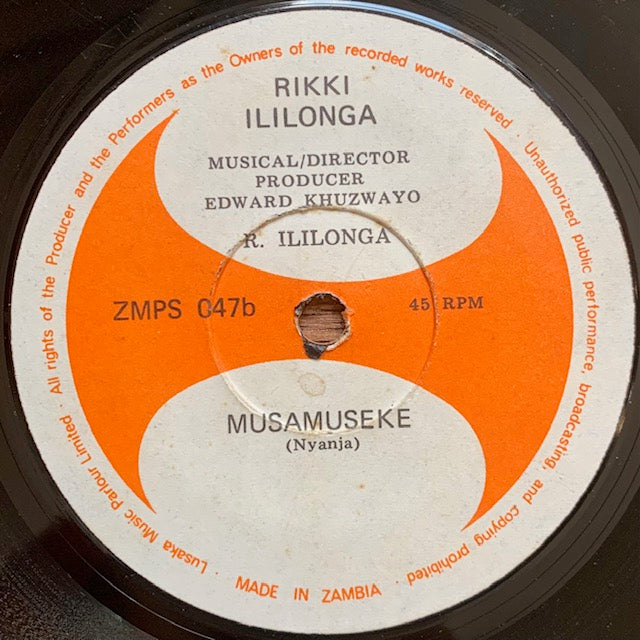 RIKKI
ILILONGA
MUSICAL/DIRECTOR
PRODUCER
EDWARD KHUZWAYO
R. ILILONGA
ZMPS 047b
45 RPM
MUSAMUSEKE
(Nyanja)
Lusaka Music Parlour Limited · All rights of the Producer and the Performers as the Owners of the recorded works reserved · Unauthorized public performance, broadcasting, and copying prohibited ·
MADE IN ZAMBIA